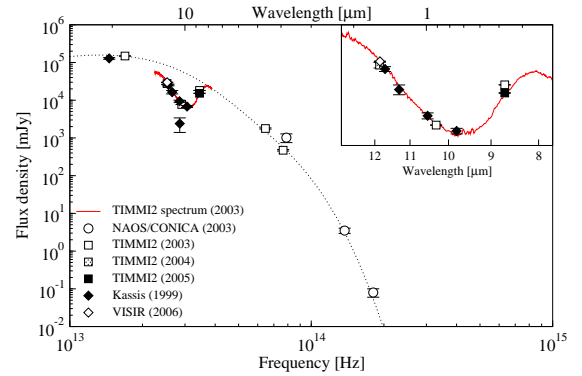 Wavelength [μm]
10
1
10^6
10^5
10^4
10^3
10^2
10^1
10^0
10^-1
10^-2
Flux density [mJy]
12
11
10
9
8
Wavelength [μm]
TIMMI2 spectrum (2003)
NAOS/CONICA (2003)
TIMMI2 (2003)
TIMMI2 (2004)
TIMMI2 (2005)
Kassis (1999)
VISIR (2006)
10^13
10^14
10^15
Frequency [Hz]